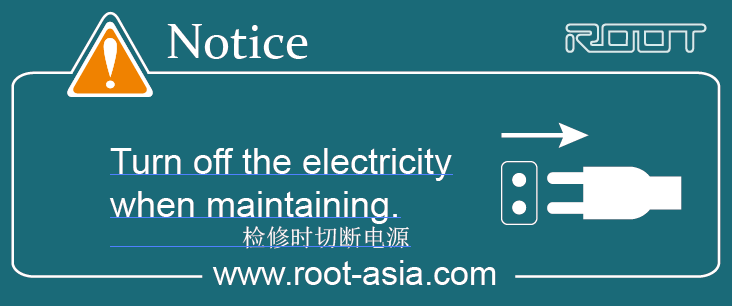 Notice
ROOT
Turn off the electricity
when maintaining.
检修时切断电源
www.root-asia.com